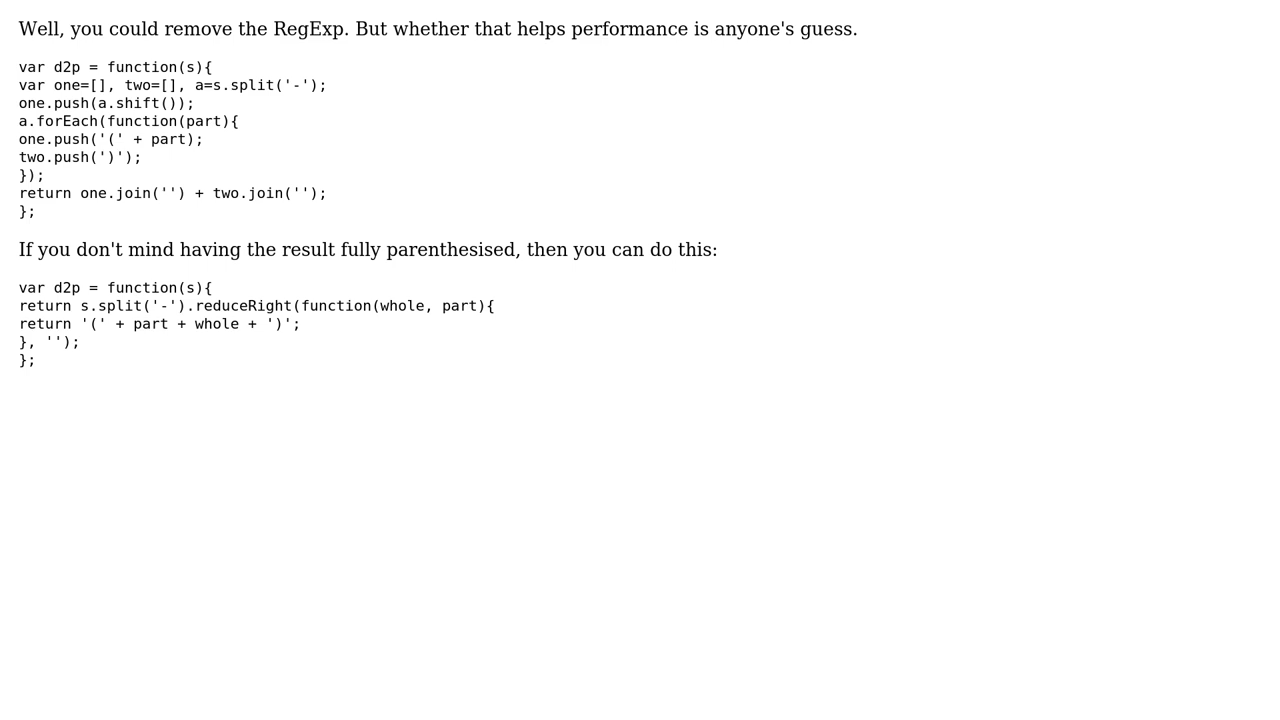 Well, you could remove the RegExp. But whether that helps performance is anyone's guess.
var d2p = function(s){
var one=[], two=[], a=s.split('-');
one.push(a.shift());
a.forEach(function(part){
one.push('(' + part);
two.push(')');
});
return one.join('') + two.join('');
};
If you don't mind having the result fully parenthesised, then you can do this:
var d2p = function(s){
return s.split('-').reduceRight(function(whole, part){
return '(' + part + whole + ')';
}, '');
};